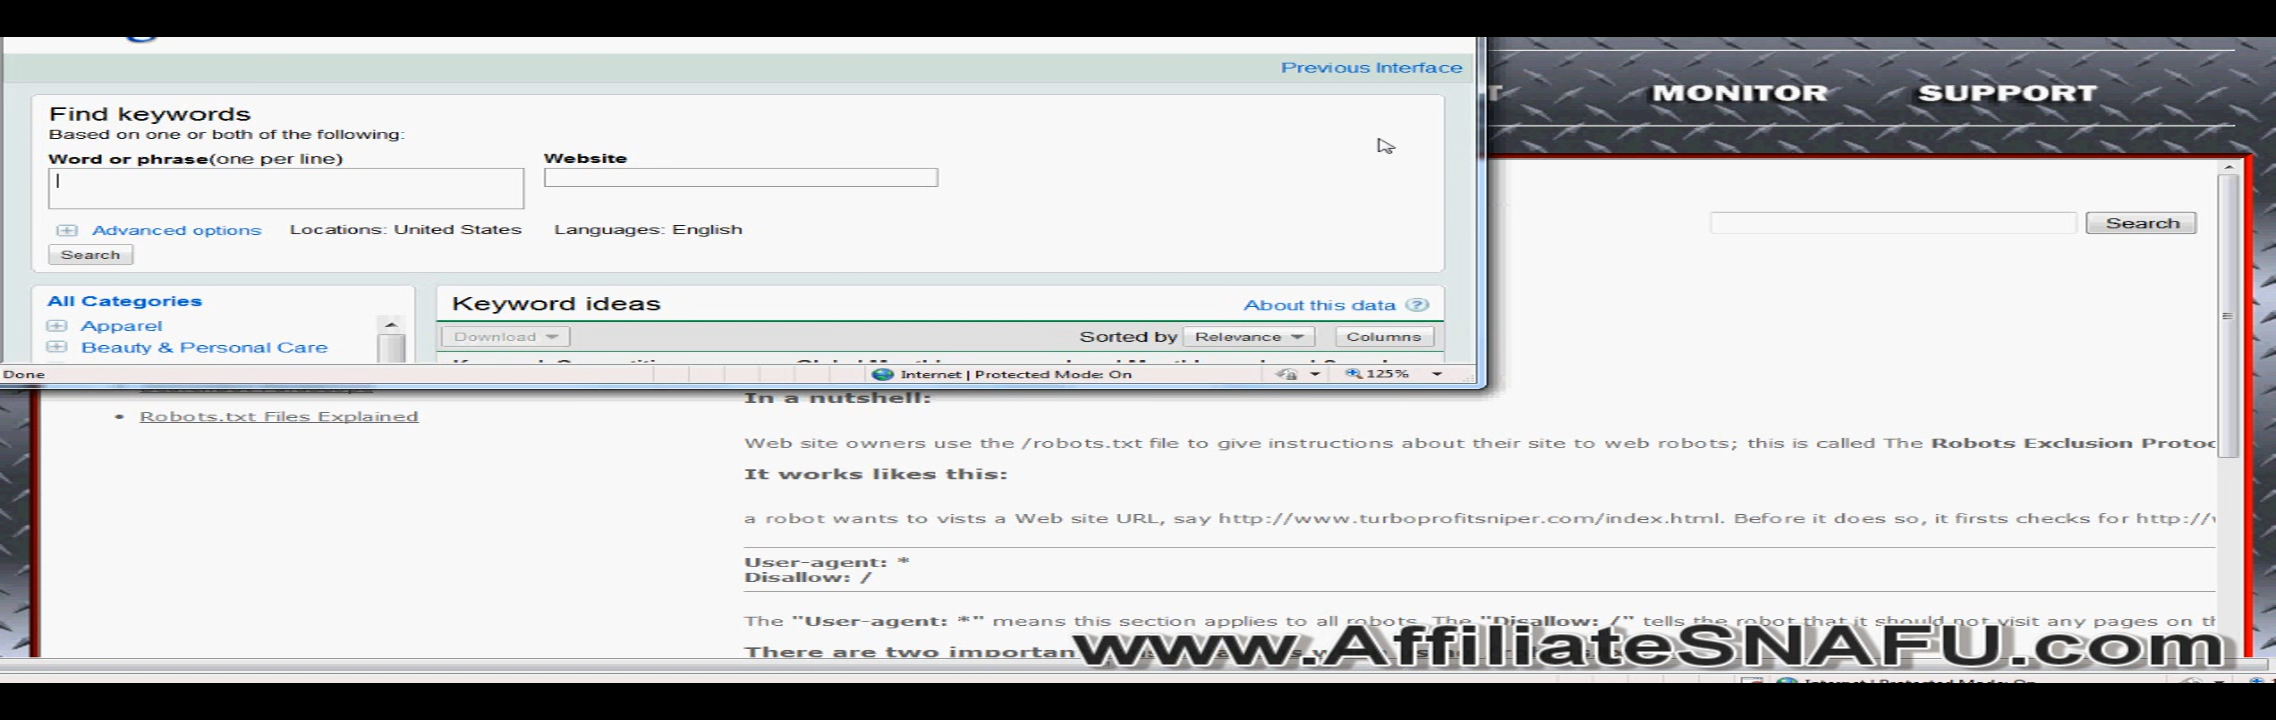 Previous Interface
MONITOR SUPPORT
Find keywords
Based on one or both of the following:
Word or phrase(one per line) Website
Advanced options Locations: United States Languages: English
Search
Search
All Categories
Apparel
Beauty & Personal Care
Keyword ideas About this data ?
Download Sorted by Relevance Columns
Done Internet | Protected Mode: On 125%
Robots.txt Files Explained
In a nutshell:
Web site owners use the /robots.txt file to give instructions about their site to web robots; this is called The Robots Exclusion Protoc
It works like this:
a robot wants to vists a Web site URL, say http://www.turboprofitsniper.com/index.html. Before it does so, it firsts checks for http://
User-agent: *
Disallow: /
The "User-agent: *" means this section applies to all robots. The "Disallow: /" tells the robot that it should not visit any pages on th
There are two importan
www.AffiliateSNAFU.com
Internet | Protected Mode: On